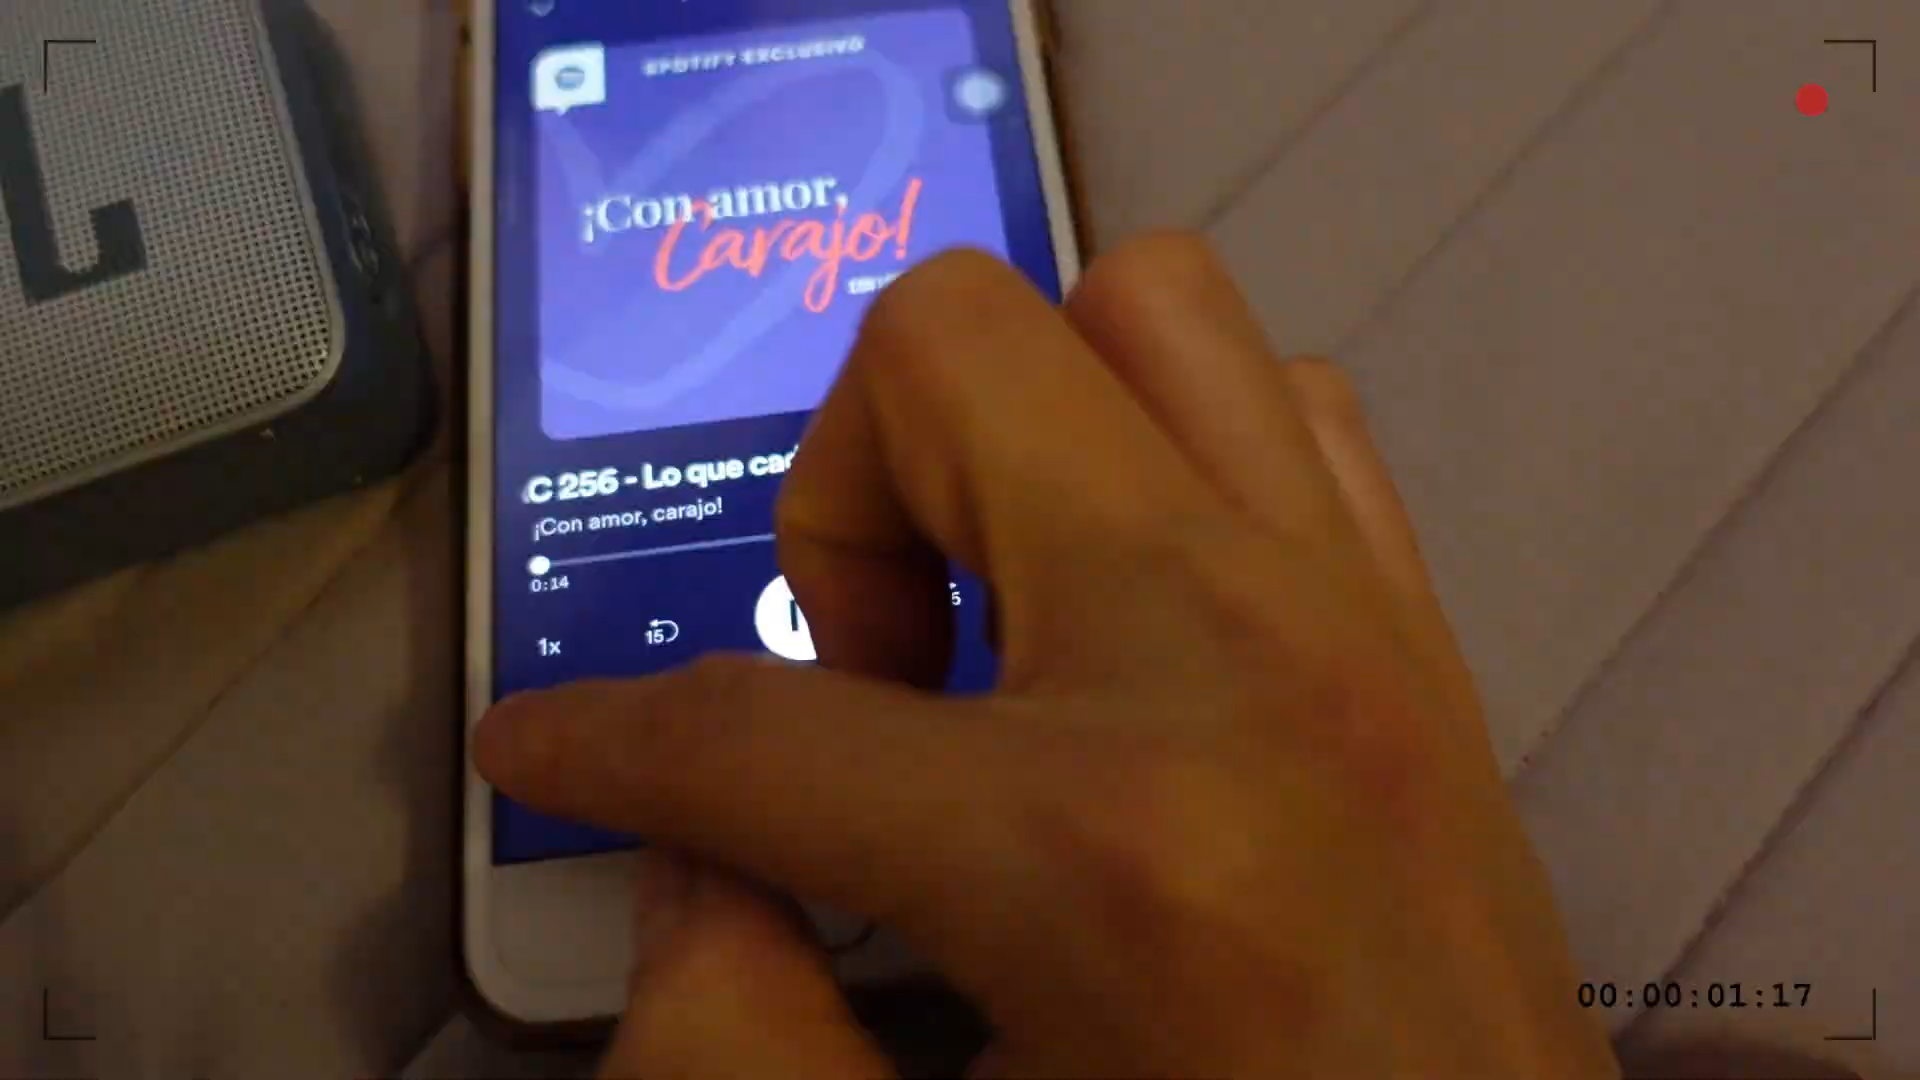 SPOTIFY EXCLUSIVO
¡Con amor,
Carajo!
C 256 - Lo que
¡Con amor, carajo!
0:14
1x
15
5
00:00:01:17